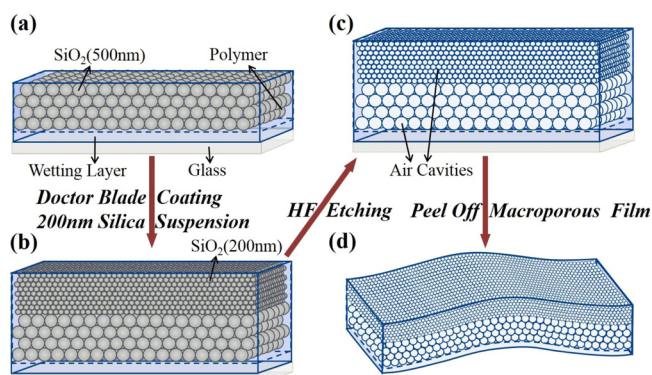 (a)
SiO₂(500nm)
Polymer
Wetting Layer
Glass
Doctor Blade Coating
200nm Silica Suspension
(b)
SiO₂(200nm)
HF Etching
(c)
Air Cavities
Peel Off Macroporous Film
(d)